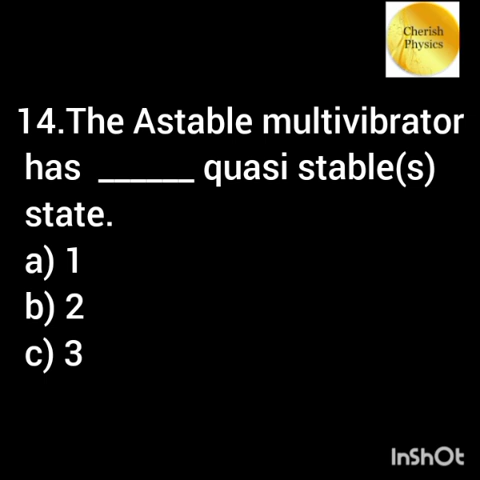 Cherish
Physics
14.The Astable multivibrator
has ______ quasi stable(s)
state.
a) 1
b) 2
c) 3
InShOt